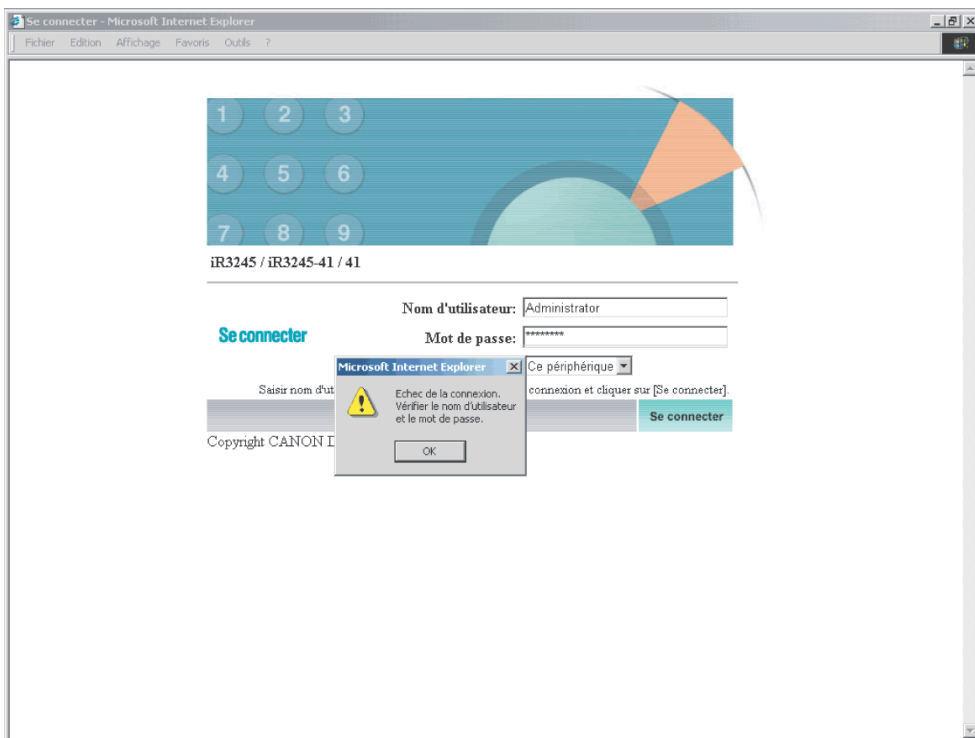 Se connecter - Microsoft Internet Explorer
Fichier Edition Affichage Favoris Outils ?
1 2 3
4 5 6
7 8 9
iR3245 / iR3245-41 / 41
Nom d'utilisateur: Administrator
Se connecter
Mot de passe: ********
Microsoft Internet Explorer
Ce périphérique
Saisir nom d'ut
connexion et cliquer sur [Se connecter].
Echec de la connexion.
Vérifier le nom d'utilisateur
et le mot de passe.
Se connecter
Copyright CANON
OK